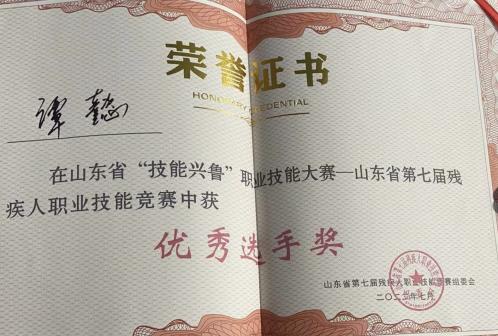 荣誉证书
HONORARY CREDENTIAL
谭懿
在山东省“技能兴鲁”职业技能大赛—山东省第七届残
疾人职业技能竞赛中获
优秀选手奖
山东省第七届残疾人职业技能竞赛组委会